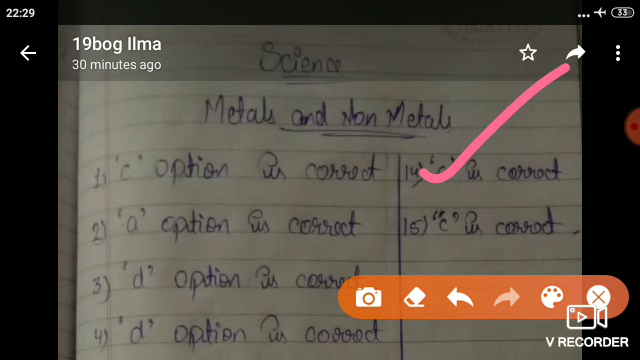 22:29
33
19bog Ilma
30 minutes ago
Science
Metals and Non Metals
1) "c" option is correct
2) "a" option is correct
3) "d" option is correct
4) "d" option is correct
14) "c" is correct
15) "c" is correct.
V RECORDER